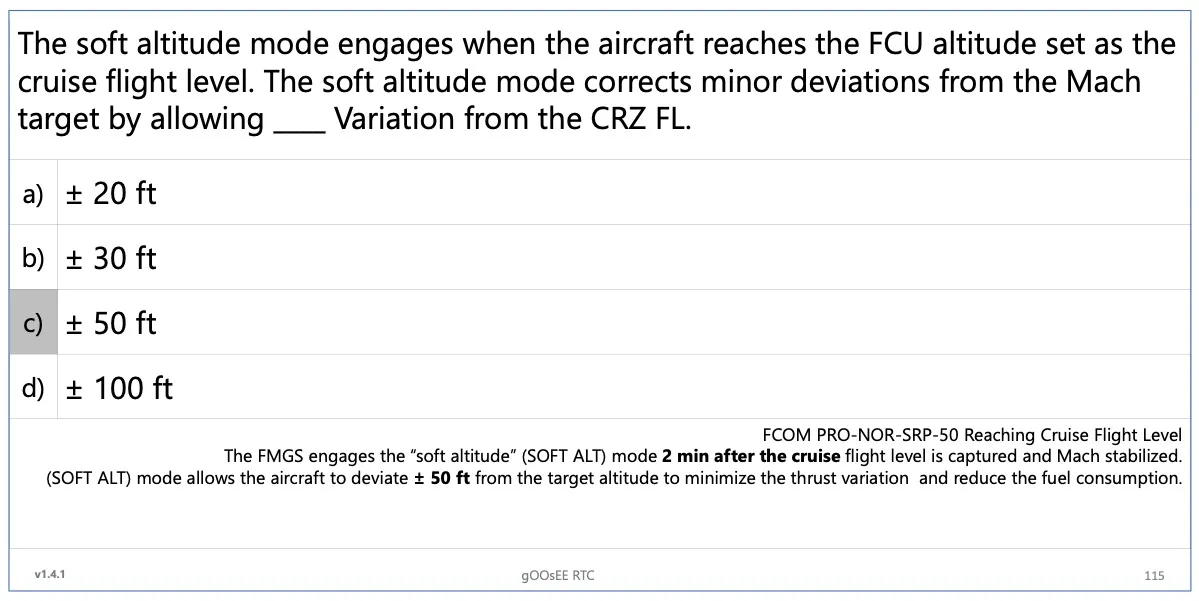 The soft altitude mode engages when the aircraft reaches the FCU altitude set as the
cruise flight level. The soft altitude mode corrects minor deviations from the Mach
target by allowing ____ Variation from the CRZ FL.
a) ± 20 ft
b) ± 30 ft
c) ± 50 ft
d) ± 100 ft
FCOM PRO-NOR-SRP-50 Reaching Cruise Flight Level
The FMGS engages the “soft altitude” (SOFT ALT) mode 2 min after the cruise flight level is captured and Mach stabilized.
(SOFT ALT) mode allows the aircraft to deviate ± 50 ft from the target altitude to minimize the thrust variation  and reduce the fuel consumption.
v1.4.1 gOOsEE RTC 115